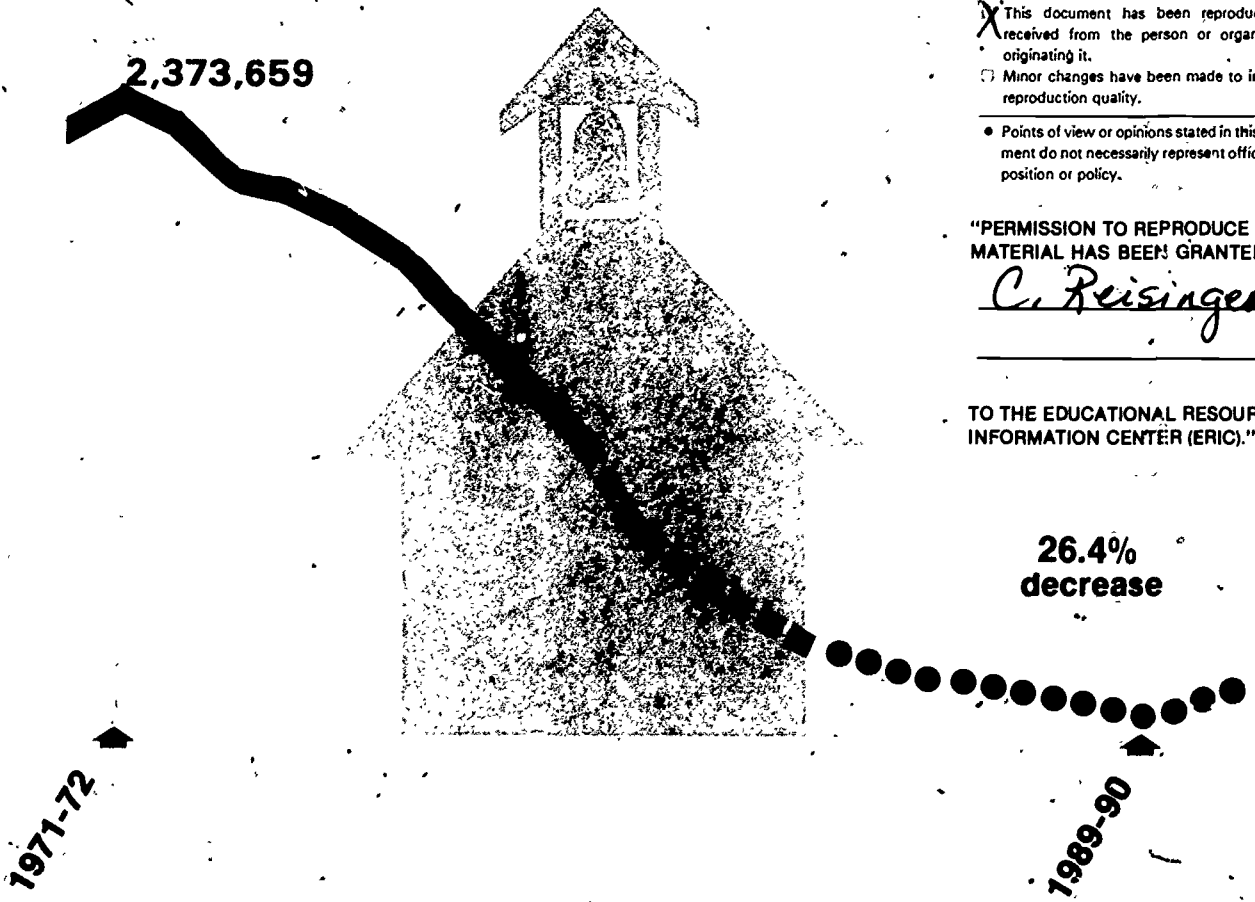 2,373,659
This document has been reprodu
received from the person or organ
originating it.
Minor changes have been made to in
reproduction quality.
• Points of view or opinions stated in this
ment do not necessarily represent offic
position or policy.
"PERMISSION TO REPRODUCE
MATERIAL HAS BEEN GRANTE
C. Reisinger
TO THE EDUCATIONAL RESOUR
INFORMATION CENTER (ERIC)."
26.4%
decrease
1971-72
1989-90